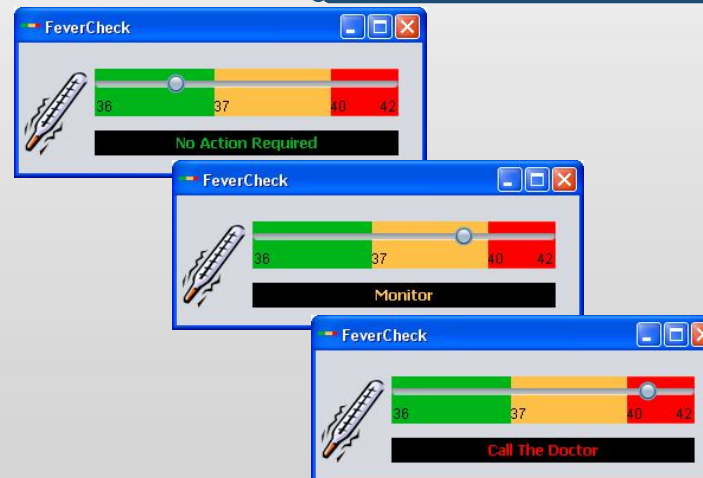 FeverCheck
36 37 40 42
No Action Required
FeverCheck
36 37 40 42
Monitor
FeverCheck
36 37 40 42
Call The Doctor